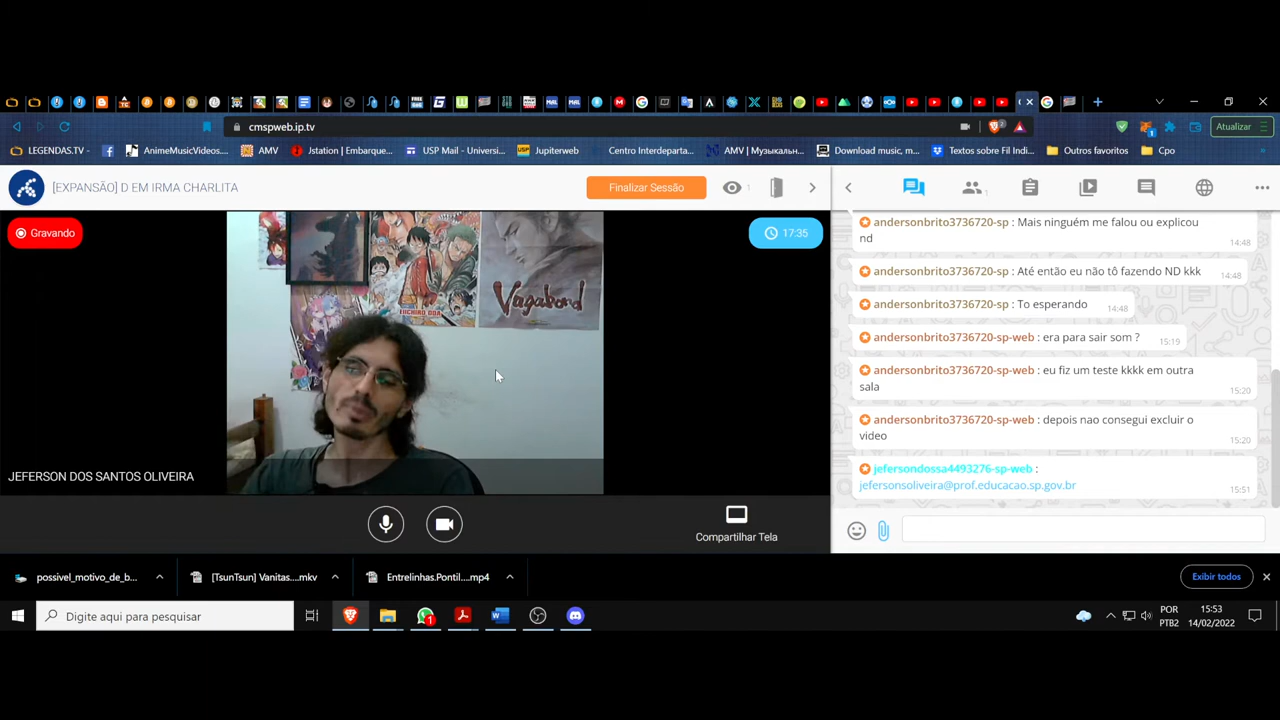 cmspweb.ip.tv
Atualizar
LEGENDAS.TV
AnimeMusicVideos...
AMV
Jstation | Embarque...
USP Mail - Universi...
Jupiterweb
Centro Interdeparta...
AMV | Музыкальн...
Download music, m...
Textos sobre Fil Indi...
Outros favoritos
Cpo
[EXPANSÃO] D EM IRMA CHARLITA
Finalizar Sessão
1
1
Gravando
17:35
EIICHIRO ODA
Vagabond
JEFERSON DOS SANTOS OLIVEIRA
Compartilhar Tela
andersonbrito3736720-sp : Mais ninguém me falou ou explicou
nd
14:48
andersonbrito3736720-sp : Até então eu não tô fazendo ND kkk
14:48
andersonbrito3736720-sp : To esperando
14:48
andersonbrito3736720-sp-web : era para sair som ?
15:19
andersonbrito3736720-sp-web : eu fiz um teste kkkk em outra
sala
15:20
andersonbrito3736720-sp-web : depois nao consegui excluir o
video
15:20
jefersondossa4493276-sp-web :
jefersonsoliveira@prof.educacao.sp.gov.br
15:51
possivel_motivo_de_b...
[TsunTsun] Vanitas....mkv
Entrelinhas.Pontil....mp4
Exibir todos
Digite aqui para pesquisar
1
POR
PTB2
15:53
14/02/2022